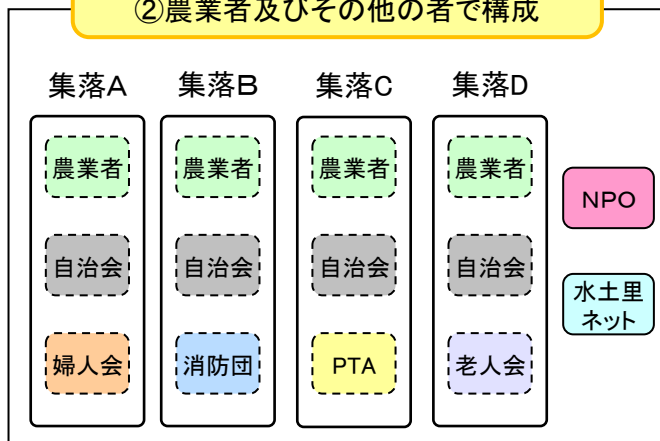 ②農業者及びその他の者で構成
集落A 集落B 集落C 集落D
農業者 農業者 農業者 農業者
NPO
自治会 自治会 自治会 自治会
水土里
ネット
婦人会 消防団 PTA 老人会